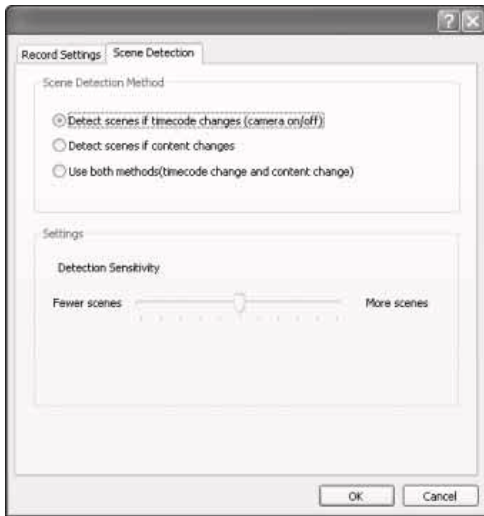 Record Settings
Scene Detection
Scene Detection Method
Detect scenes if timecode changes (camera on/off)
Detect scenes if content changes
Use both methods(timecode change and content change)
Settings
Detection Sensitivity
Fewer scenes
More scenes
OK
Cancel